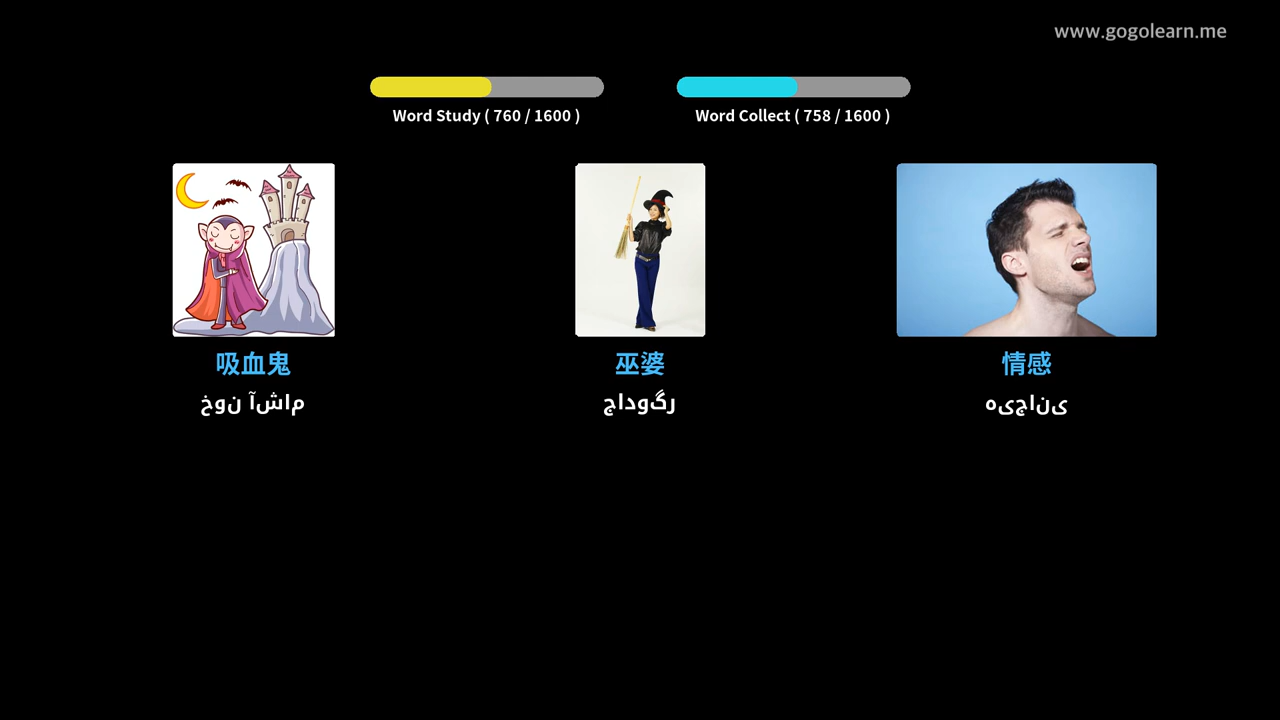 www.gogolearn.me
Word Study ( 760 / 1600 )
Word Collect ( 758 / 1600 )
吸血鬼
خون آشام
巫婆
جادوگر
情感
هیجانی